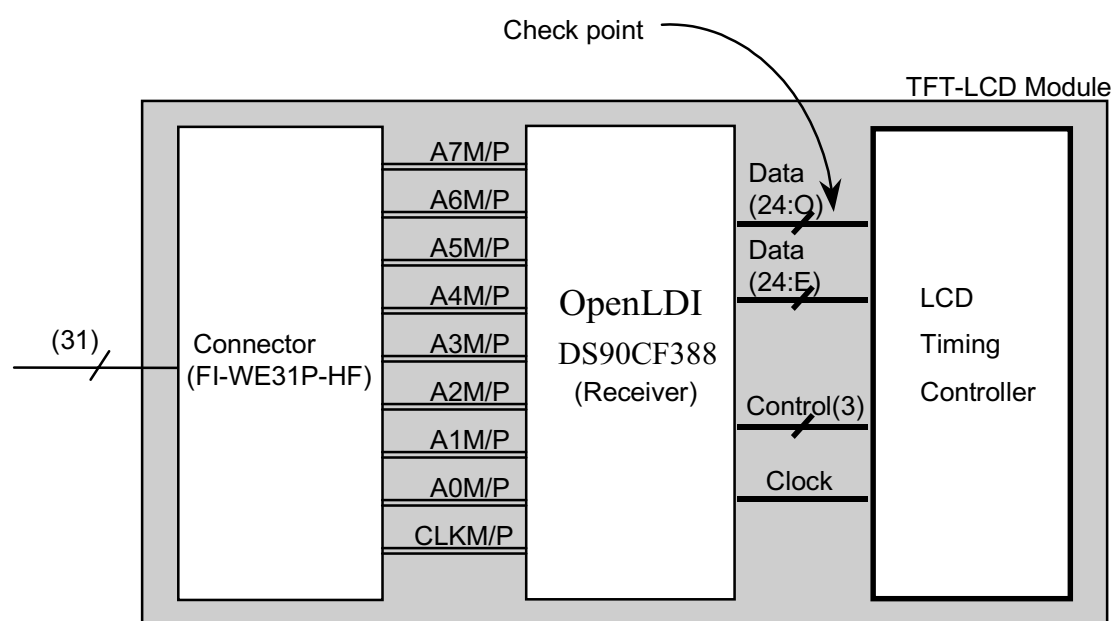 Check point
TFT-LCD Module
(31)
Connector
(FI-WE31P-HF)
A7M/P
A6M/P
A5M/P
A4M/P
A3M/P
A2M/P
A1M/P
A0M/P
CLKM/P
OpenLDI
DS90CF388
(Receiver)
Data
(24:O)
Data
(24:E)
Control(3)
Clock
LCD
Timing
Controller